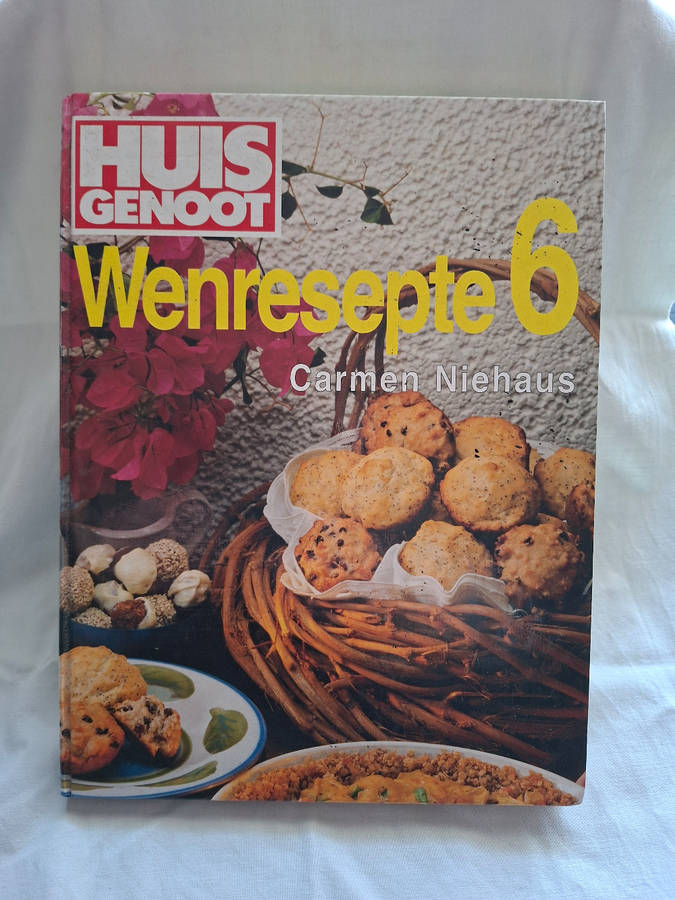 HUIS
GENOOT
Wenresepte 6
Carmen Niehaus